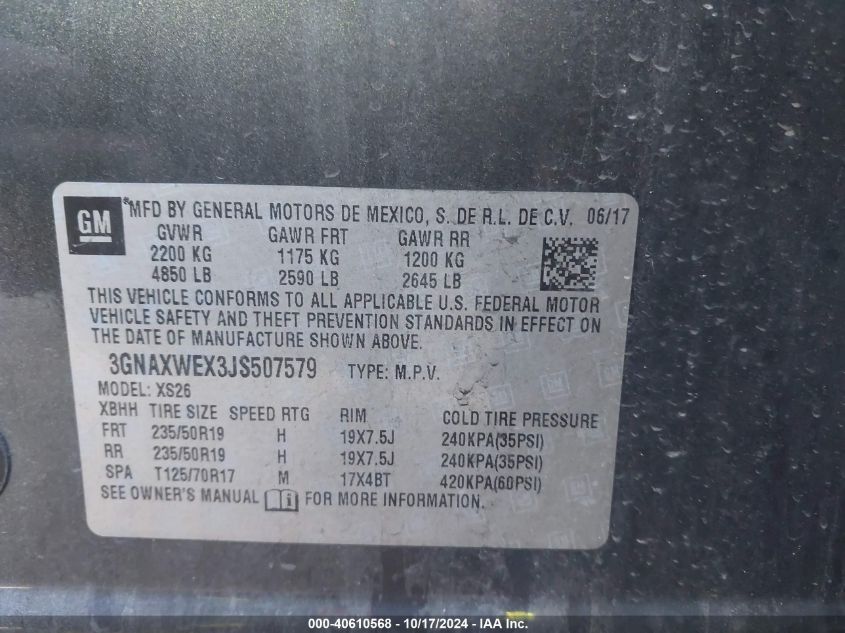 GM
*MFD BY GENERAL MOTORS DE MEXICO, S. DE R.L. DE C.V. 06/17
GVWR GAWR FRT GAWR RR
2200 KG 1175 KG 1200 KG
4850 LB 2590 LB 2645 LB
THIS VEHICLE CONFORMS TO ALL APPLICABLE U.S. FEDERAL MOTOR
VEHICLE SAFETY AND THEFT PREVENTION STANDARDS IN EFFECT ON
THE DATE OF MANUFACTURE SHOWN ABOVE.
3GNAXWEX3JS507579 TYPE: M.P.V.
MODEL: XS26
XBHH TIRE SIZE SPEED RTG RIM COLD TIRE PRESSURE
FRT 235/50R19 H 19X7.5J 240KPA(35PSI)
RR 235/50R19 H 19X7.5J 240KPA(35PSI)
SPA T125/70R17 M 17X4BT 420KPA(60PSI)
SEE OWNER'S MANUAL FOR MORE INFORMATION.
000-40610568 - 10/17/2024 - IAA Inc.